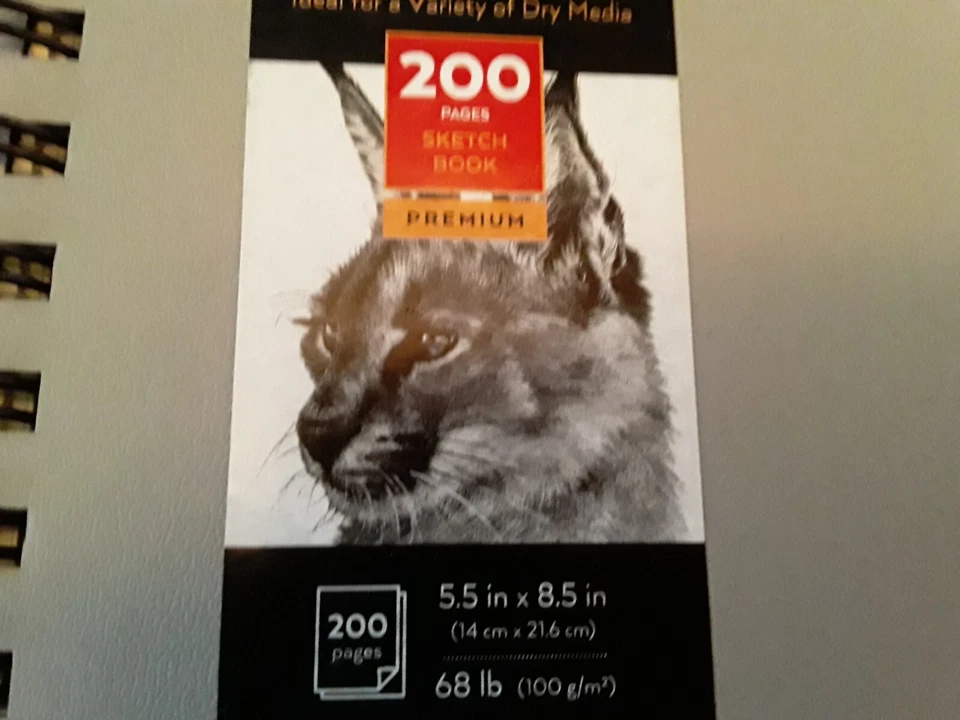 Ideal for a Variety of Dry Media
200
PAGES
SKETCH
BOOK
PREMIUM
200
pages
5.5 in x 8.5 in
(14 cm x 21.6 cm)
68 lb (100 g/m²)